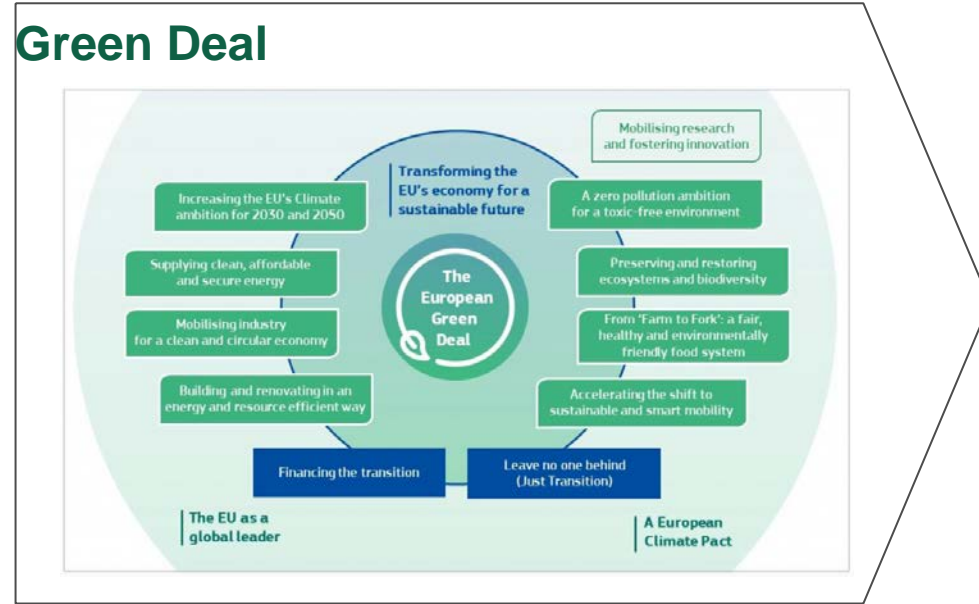 Green Deal
Mobilising research
and fostering innovation
Transforming the
EU's economy for a
sustainable future
Increasing the EU's Climate
ambition for 2030 and 2050
A zero pollution ambition
for a toxic-free environment
Supplying clean, affordable
and secure energy
Preserving and restoring
ecosystems and biodiversity
The
European
Green
Deal
Mobilising industry
for a clean and circular economy
From 'Farm to Fork': a fair,
healthy and environmentally
friendly food system
Building and renovating in an
energy and resource efficient way
Accelerating the shift to
sustainable and smart mobility
Financing the transition
Leave no one behind
(Just Transition)
The EU as a
global leader
A European
Climate Pact